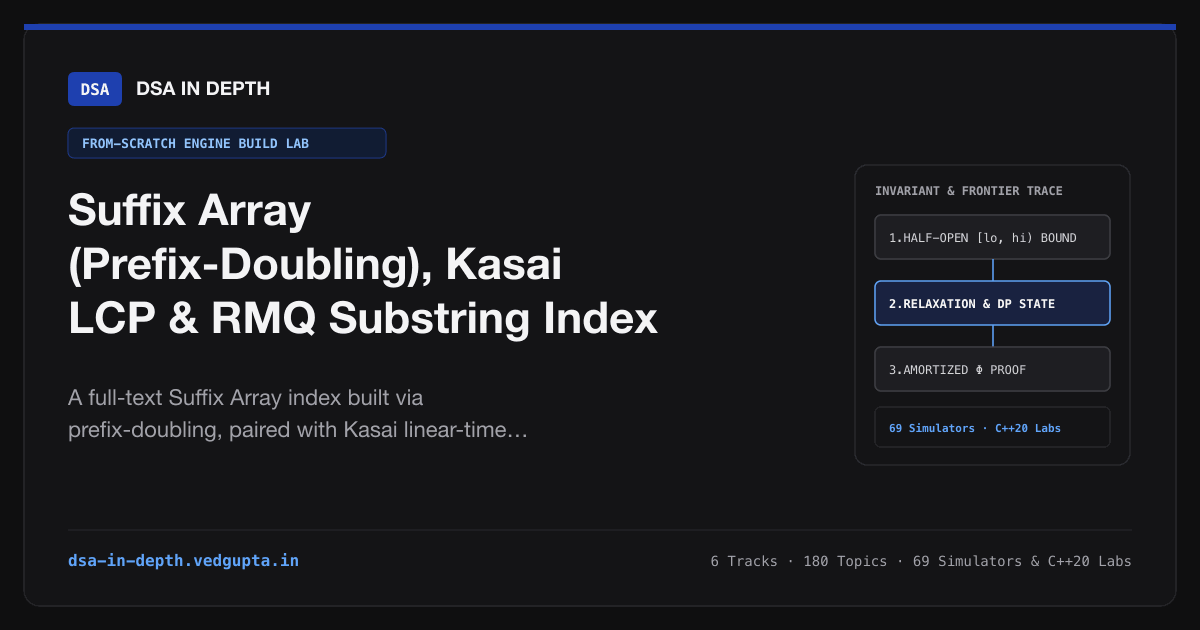 DSA
DSA IN DEPTH
FROM-SCRATCH ENGINE BUILD LAB
Suffix Array
(Prefix-Doubling), Kasai
LCP & RMQ Substring Index
A full-text Suffix Array index built via
prefix-doubling, paired with Kasai linear-time…
INVARIANT & FRONTIER TRACE
1.HALF-OPEN [lo, hi) BOUND
2.RELAXATION & DP STATE
3.AMORTIZED Φ PROOF
69 Simulators · C++20 Labs
dsa-in-depth.vedgupta.in
6 Tracks · 180 Topics · 69 Simulators & C++20 Labs